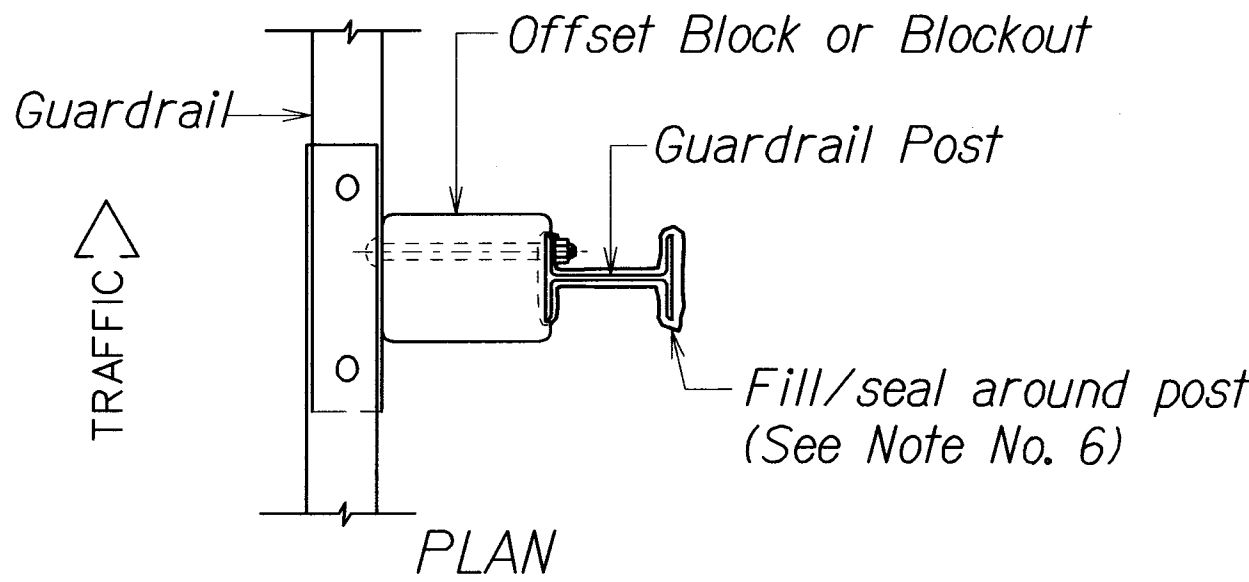 Offset Block or Blockout
Guardrail
Guardrail Post
TRAFFIC
Fill/seal around post
(See Note No. 6)
PLAN